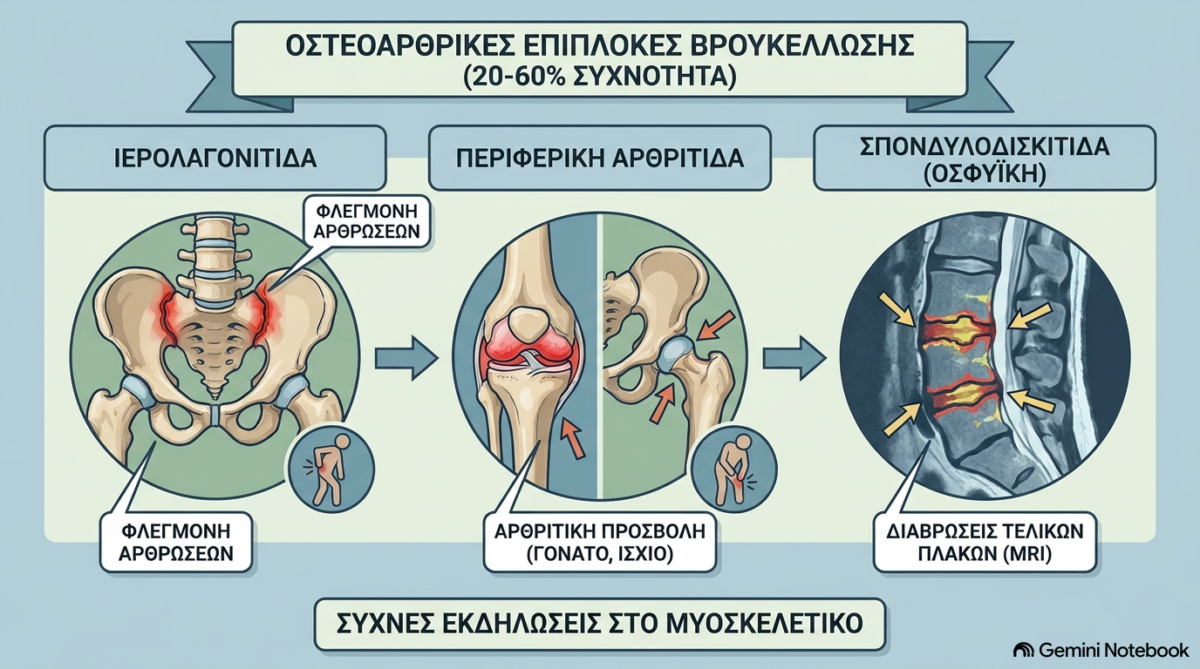 ΟΣΤΕΟΑΡΘΡΙΚΕΣ ΕΠΙΠΛΟΚΕΣ ΒΡΟΥΚΕΛΛΩΣΗΣ
(20-60% ΣΥΧΝΟΤΗΤΑ)
ΙΕΡΟΛΑΓΟΝΙΤΙΔΑ
ΦΛΕΓΜΟΝΗ
ΑΡΘΡΩΣΕΩΝ
ΦΛΕΓΜΟΝΗ
ΑΡΘΡΩΣΕΩΝ
ΠΕΡΙΦΕΡΙΚΗ ΑΡΘΡΙΤΙΔΑ
ΑΡΘΡΙΤΙΚΗ ΠΡΟΣΒΟΛΗ
(ΓΟΝΑΤΟ, ΙΣΧΙΟ)
ΣΠΟΝΔΥΛΟΔΙΣΚΙΤΙΔΑ
(ΟΣΦΥΪΚΗ)
ΔΙΑΒΡΩΣΕΙΣ ΤΕΛΙΚΩΝ
ΠΛΑΚΩΝ (MRI)
ΣΥΧΝΕΣ ΕΚΔΗΛΩΣΕΙΣ ΣΤΟ ΜΥΟΣΚΕΛΕΤΙΚΟ
Gemini Notebook